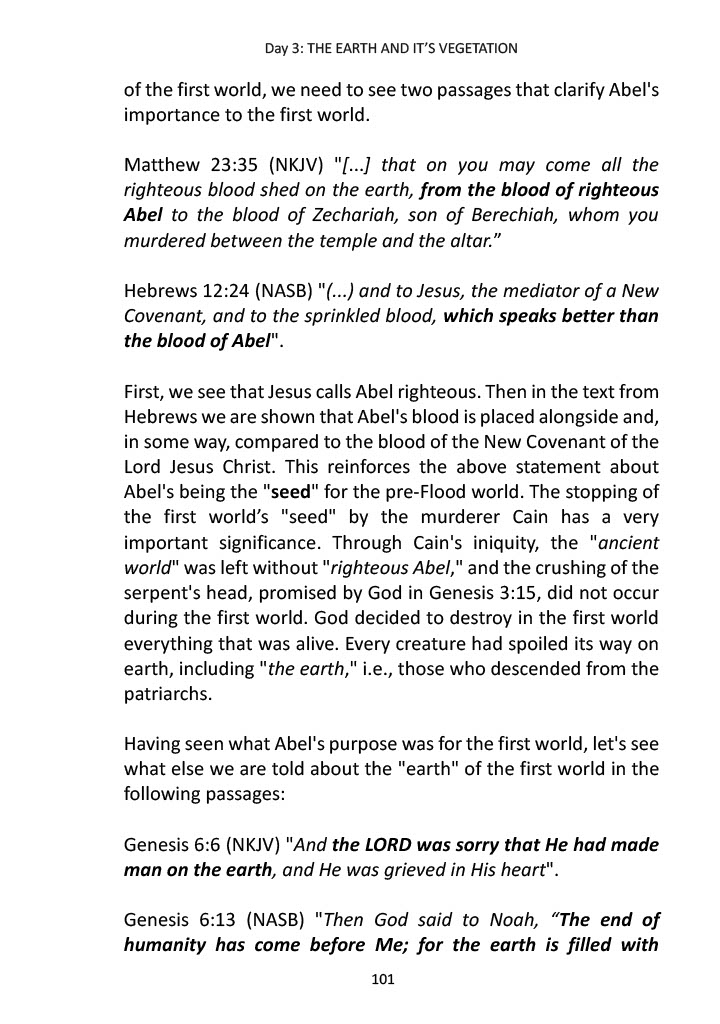 Day 3: THE EARTH AND IT'S VEGETATION
of the first world, we need to see two passages that clarify Abel's
importance to the first world.
Matthew 23:35 (NKJV) "[...] that on you may come all the
righteous blood shed on the earth, from the blood of righteous
Abel to the blood of Zechariah, son of Berechiah, whom you
murdered between the temple and the altar.”
Hebrews 12:24 (NASB) "(...) and to Jesus, the mediator of a New
Covenant, and to the sprinkled blood, which speaks better than
the blood of Abel".
First, we see that Jesus calls Abel righteous. Then in the text from
Hebrews we are shown that Abel's blood is placed alongside and,
in some way, compared to the blood of the New Covenant of the
Lord Jesus Christ. This reinforces the above statement about
Abel's being the "seed" for the pre-Flood world. The stopping of
the first world’s "seed" by the murderer Cain has a very
important significance. Through Cain's iniquity, the "ancient
world" was left without "righteous Abel," and the crushing of the
serpent's head, promised by God in Genesis 3:15, did not occur
during the first world. God decided to destroy in the first world
everything that was alive. Every creature had spoiled its way on
earth, including "the earth," i.e., those who descended from the
patriarchs.
Having seen what Abel's purpose was for the first world, let's see
what else we are told about the "earth" of the first world in the
following passages:
Genesis 6:6 (NKJV) "And the LORD was sorry that He had made
man on the earth, and He was grieved in His heart".
Genesis 6:13 (NASB) "Then God said to Noah, “The end of
humanity has come before Me; for the earth is filled with
101